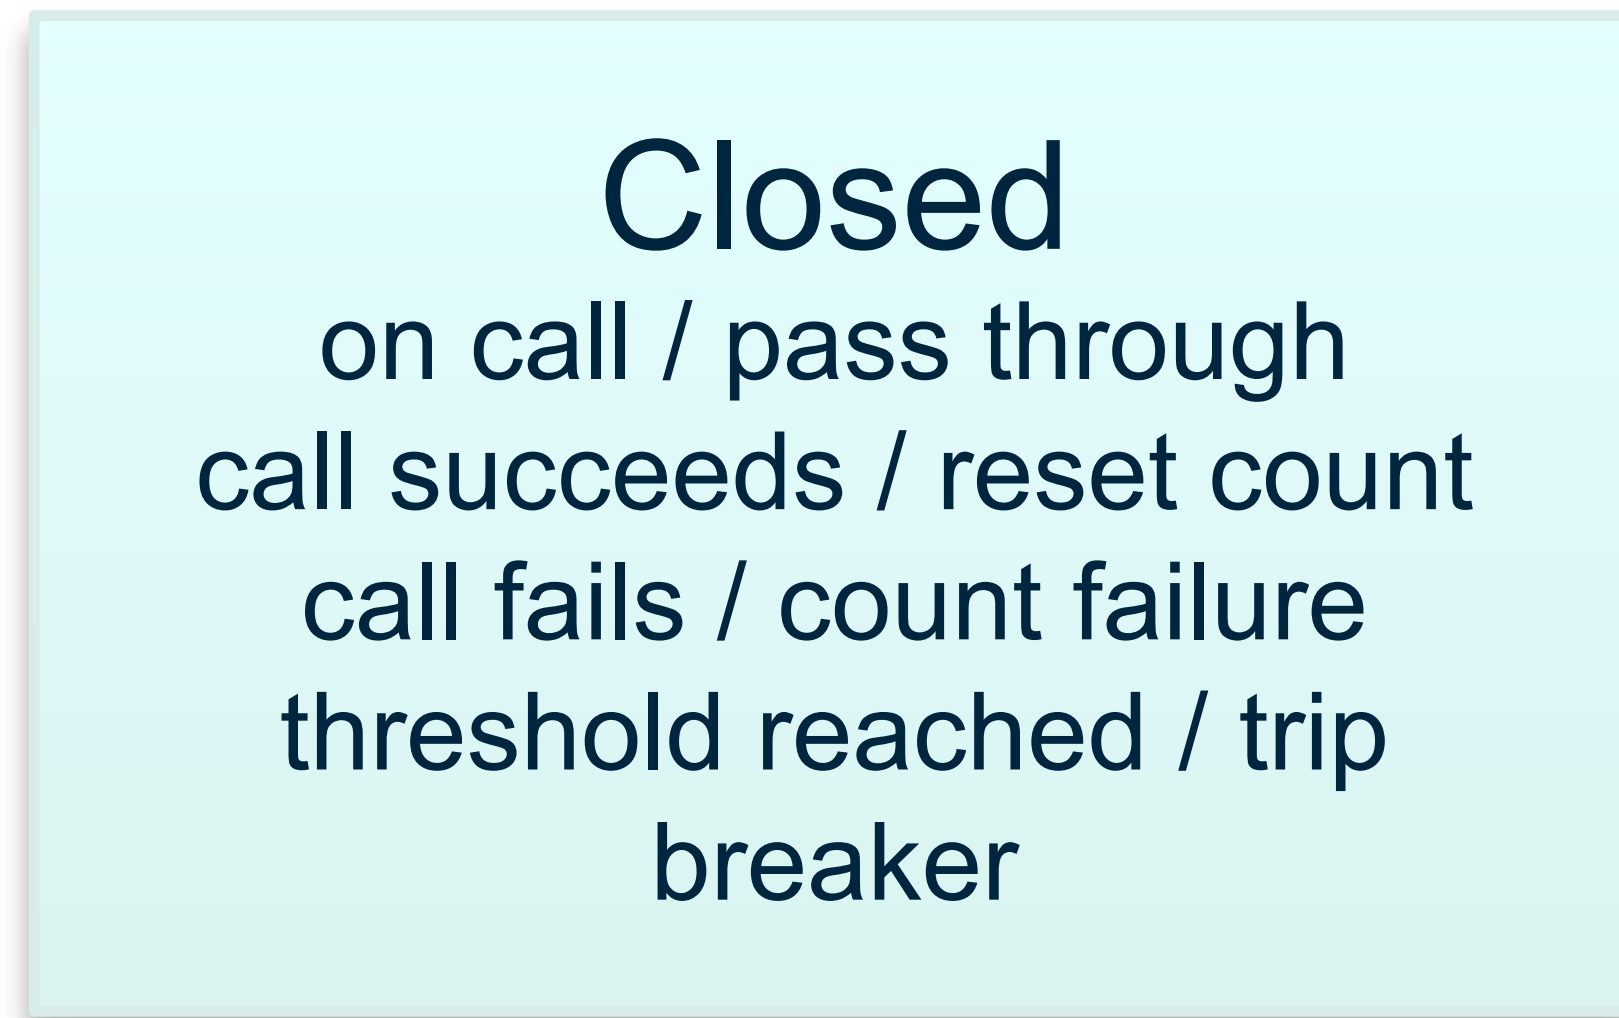 Closed
on call / pass through
call succeeds / reset count
call fails / count failure
threshold reached / trip
breaker